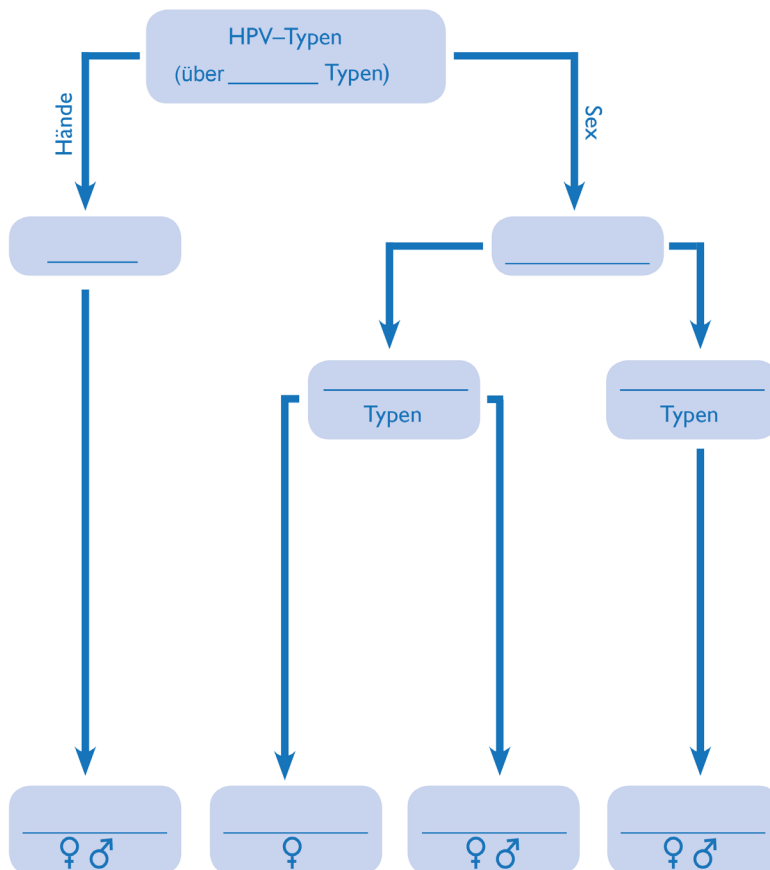 HPV–Typen
(über ________ Typen)
Hände
Sex
Typen
Typen
♀ ♂
♀
♀ ♂
♀ ♂